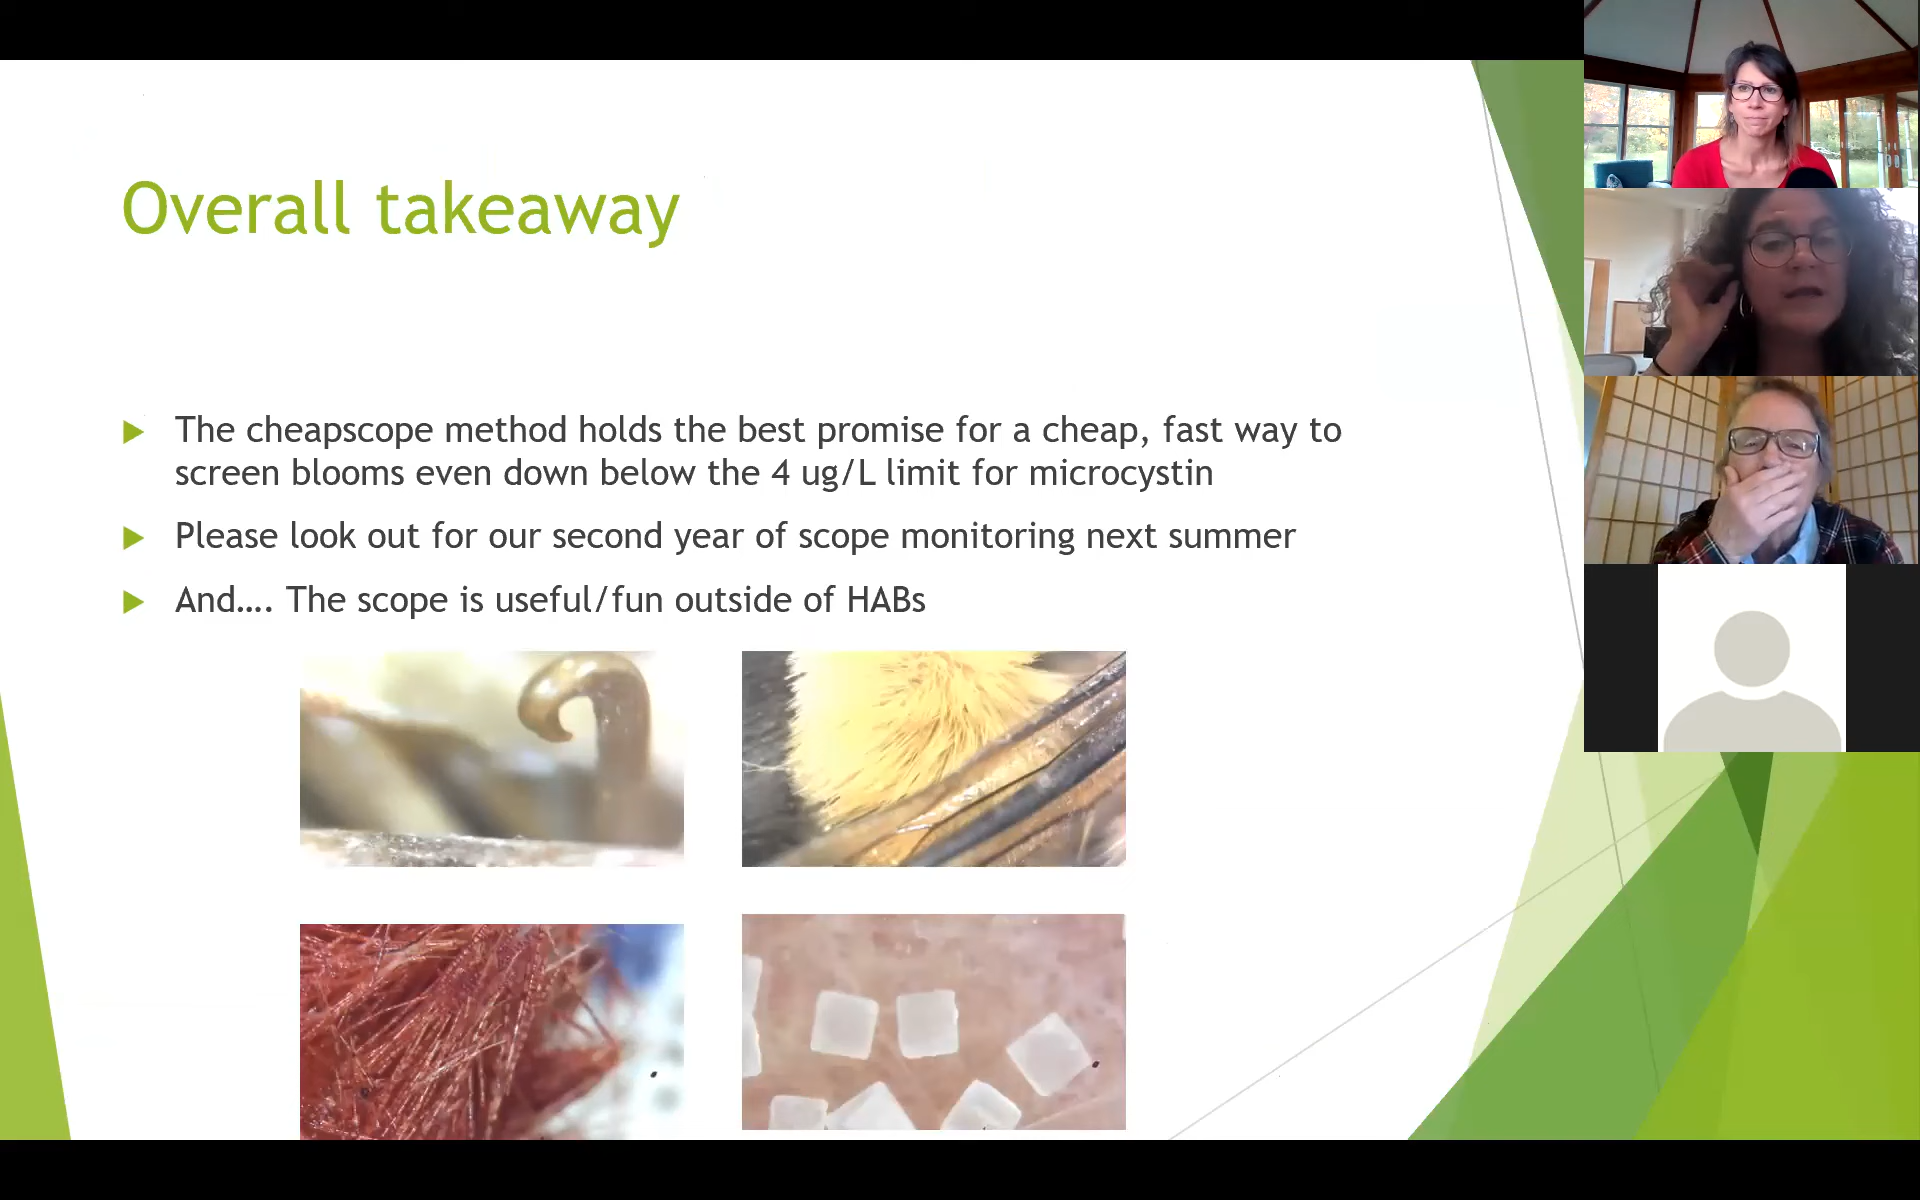 Overall takeaway
The cheapscope method holds the best promise for a cheap, fast way to
screen blooms even down below the 4 ug/L limit for microcystin
Please look out for our second year of scope monitoring next summer
And.... The scope is useful/fun outside of HABs